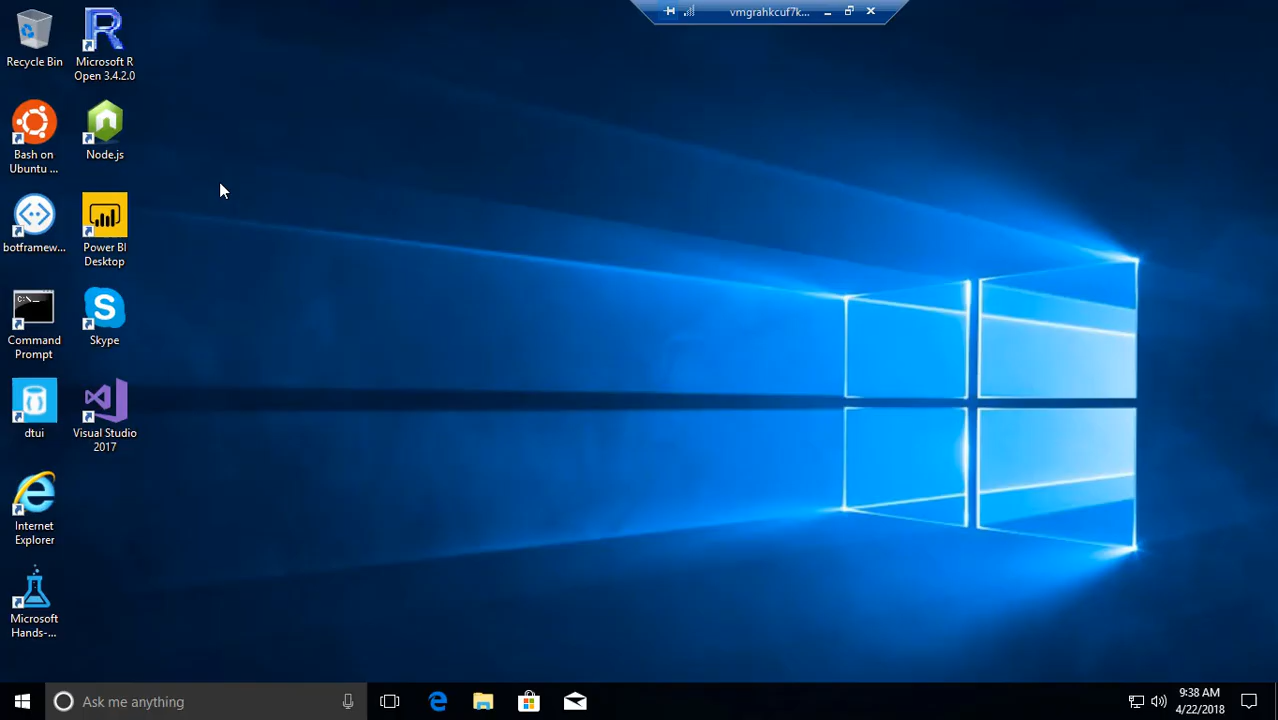 vmgrahkcuf7k...
Recycle Bin
Microsoft R
Open 3.4.2.0
Bash on
Ubuntu ...
Node.js
botframew...
Power BI
Desktop
C:\_
Command
Prompt
Skype
dtui
Visual Studio
2017
Internet
Explorer
Microsoft
Hands-...
Ask me anything
9:38 AM
4/22/2018